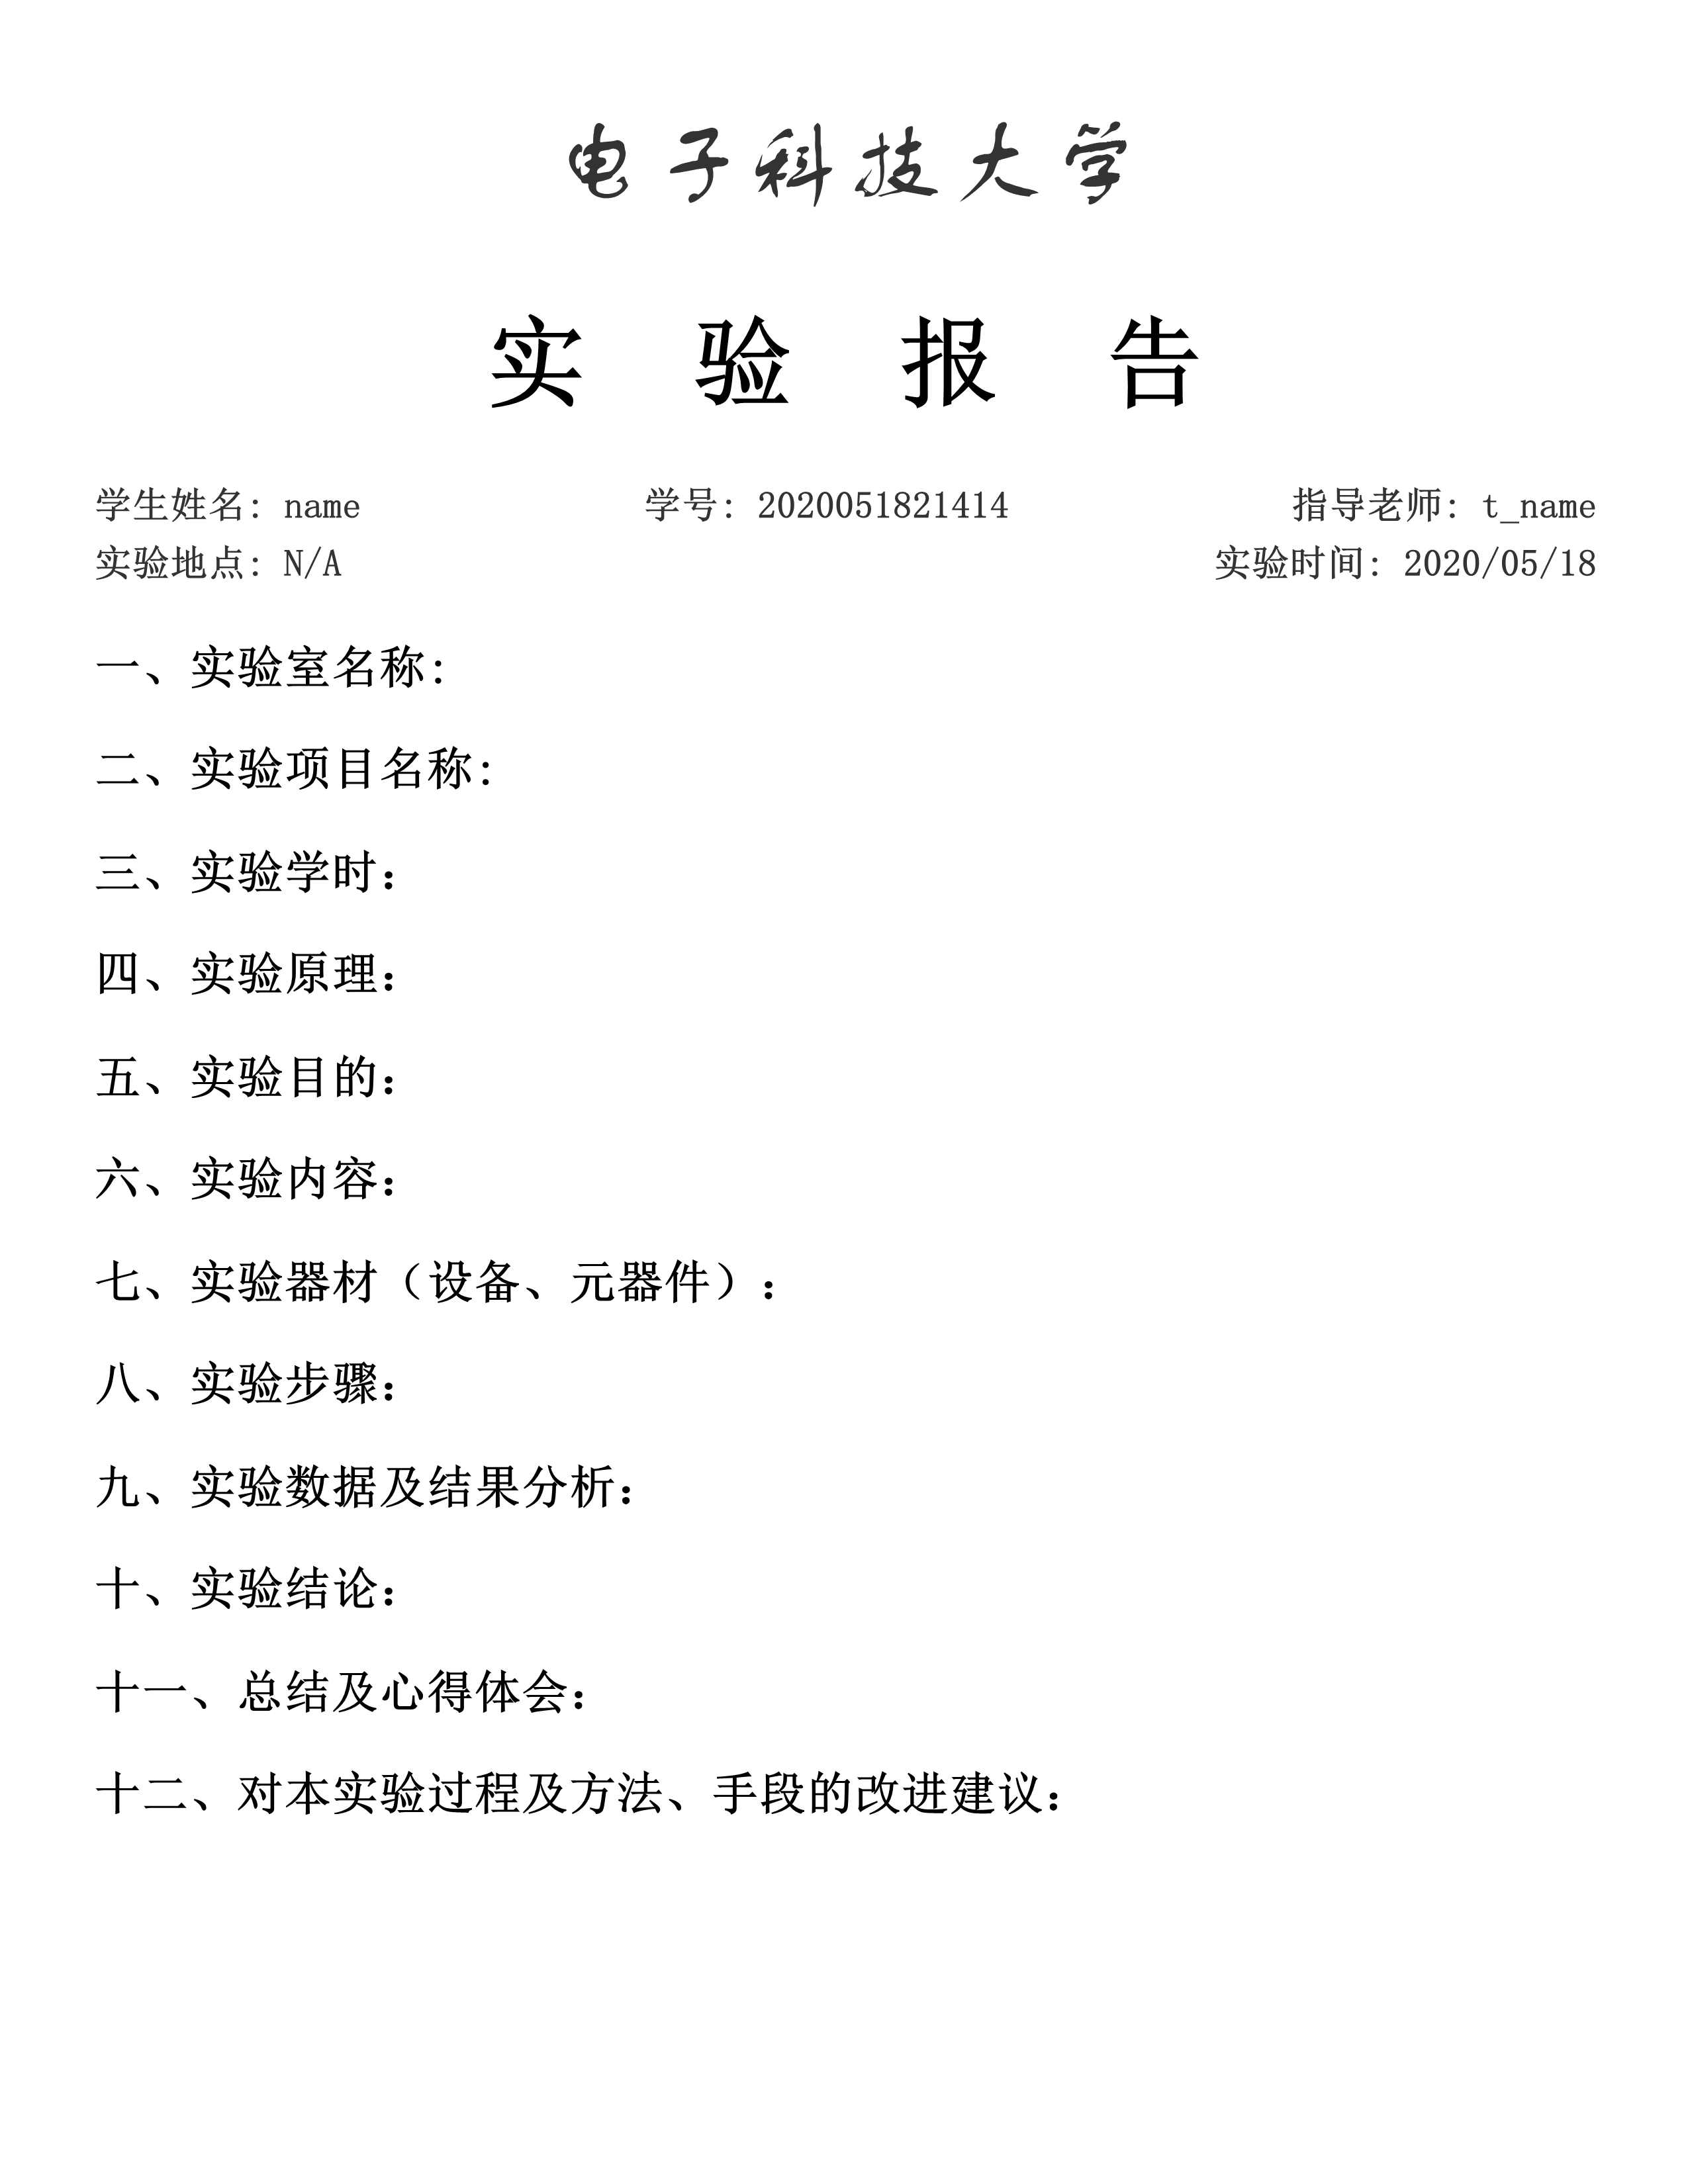 电子科技大学
实 验 报 告
学生姓名：name 学号：2020051821414 指导老师：t_name
实验地点：N/A 实验时间：2020/05/18
一、实验室名称：
二、实验项目名称：
三、实验学时：
四、实验原理：
五、实验目的：
六、实验内容：
七、实验器材（设备、元器件）：
八、实验步骤：
九、实验数据及结果分析：
十、实验结论：
十一、总结及心得体会：
十二、对本实验过程及方法、手段的改进建议：